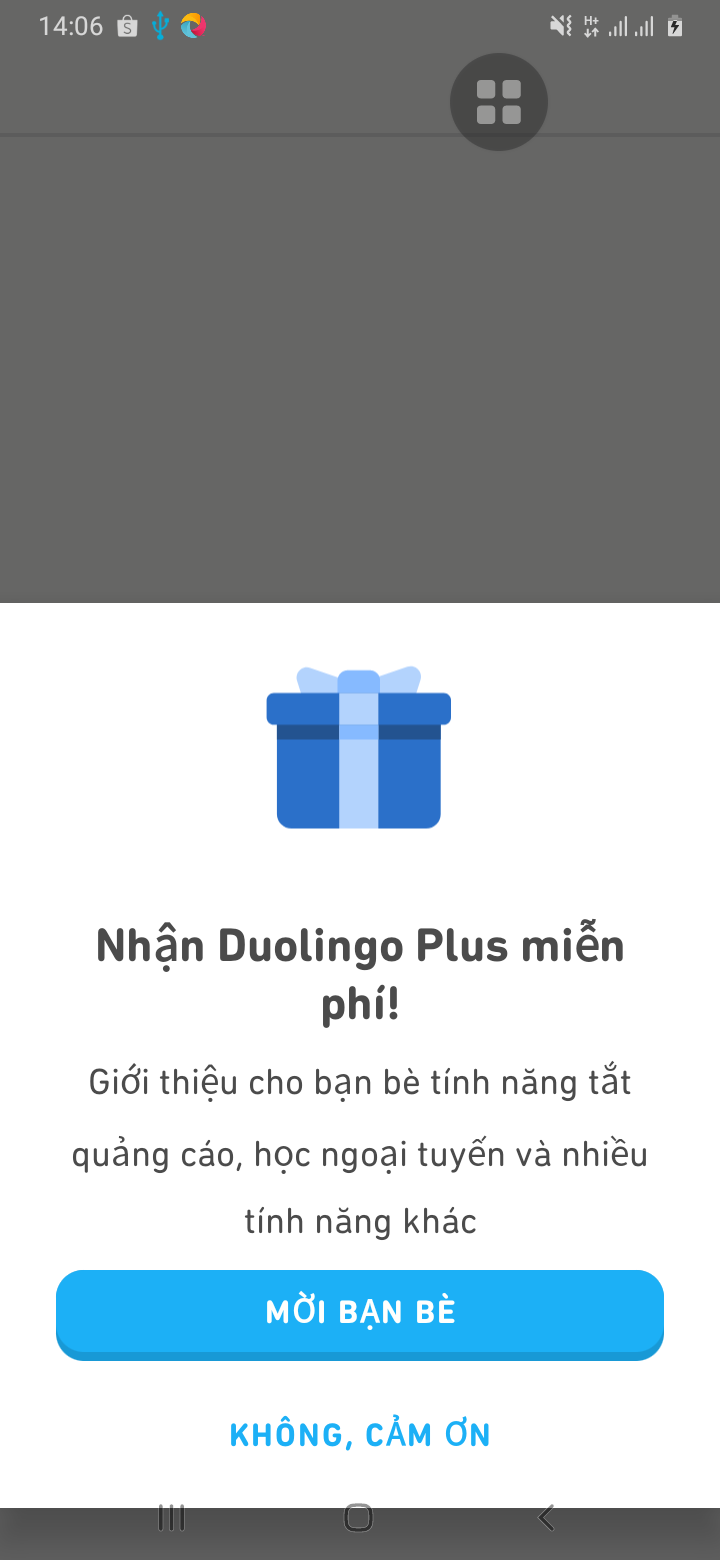 14:06
H+
Nhận Duolingo Plus miễn
phí!
Giới thiệu cho bạn bè tính năng tắt
quảng cáo, học ngoại tuyến và nhiều
tính năng khác
MỜI BẠN BÈ
KHÔNG, CẢM ƠN